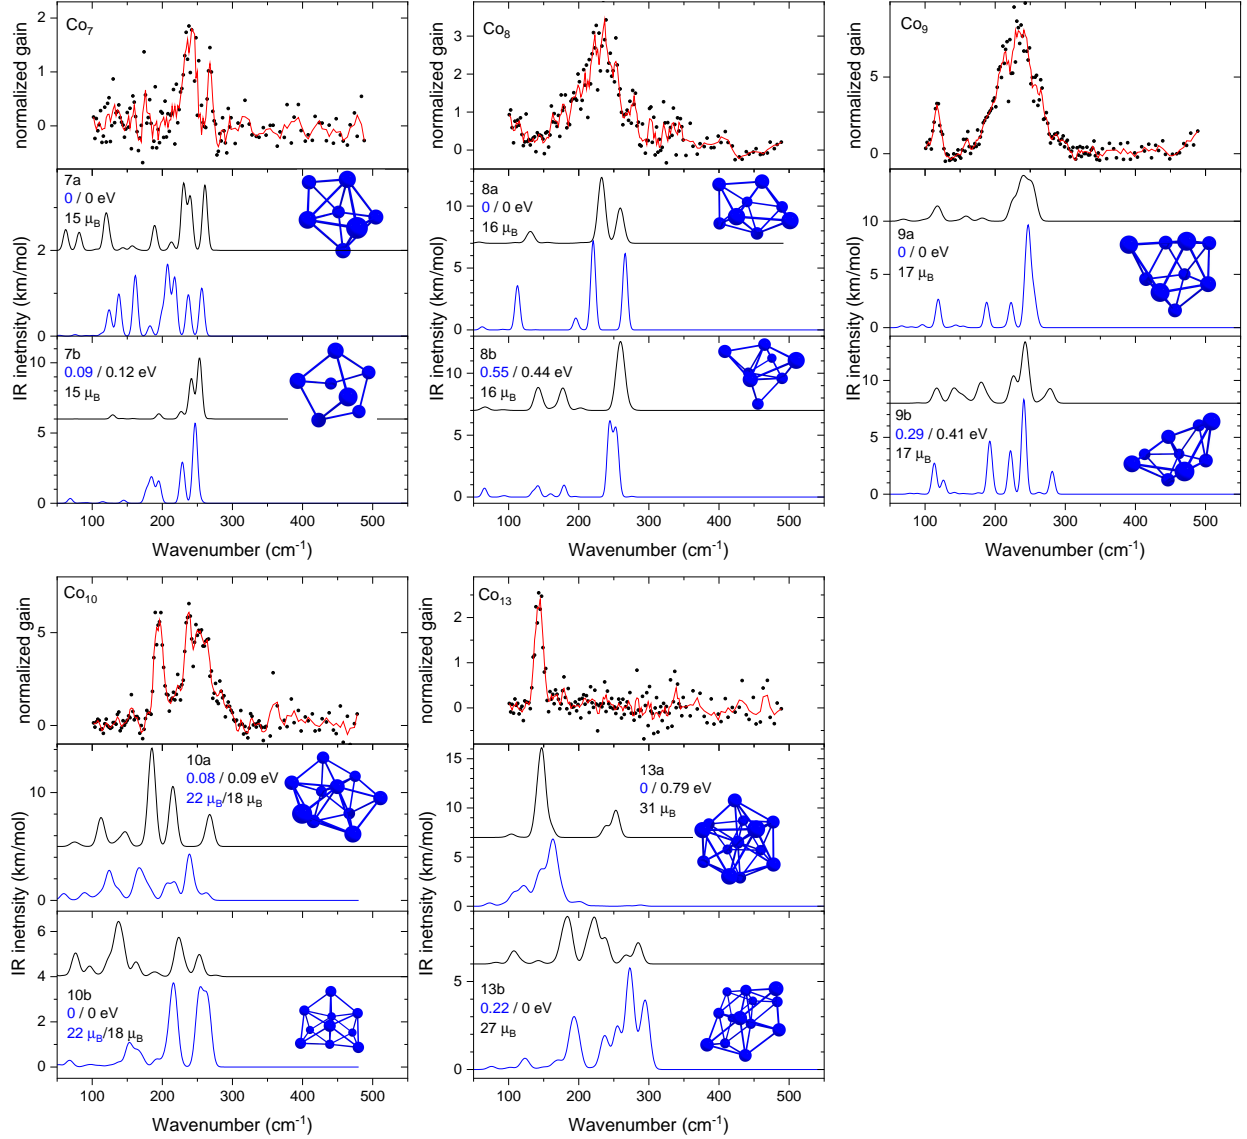 Co7
normalized gain
2
1
0
7a
0 / 0 eV
15 μB
2
0
7b
0.09 / 0.12 eV
15 μB
10
5
0
IR inetnsity (km/mol)
100 200 300 400 500
Wavenumber (cm-1)
Co8
normalized gain
3
2
1
0
8a
0 / 0 eV
16 μB
10
5
0
8b
0.55 / 0.44 eV
16 μB
10
5
0
IR inetnsity (km/mol)
100 200 300 400 500
Wavenumber (cm-1)
Co9
normalized gain
5
0
10
9a
0 / 0 eV
17 μB
5
0
10
9b
0.29 / 0.41 eV
17 μB
5
0
IR inetnsity (km/mol)
100 200 300 400 500
Wavenumber (cm-1)
Co10
normalized gain
5
0
10a
0.08 / 0.09 eV
22 μB/18 μB
10
0
6
4
10b
0 / 0 eV
22 μB/18 μB
2
0
IR inetnsity (km/mol)
100 200 300 400 500
Wavenumber (cm-1)
Co13
normalized gain
2
1
0
15
13a
0 / 0.79 eV
31 μB
10
5
0
5
13b
0.22 / 0 eV
27 μB
0
IR inetnsity (km/mol)
100 200 300 400 500
Wavenumber (cm-1)